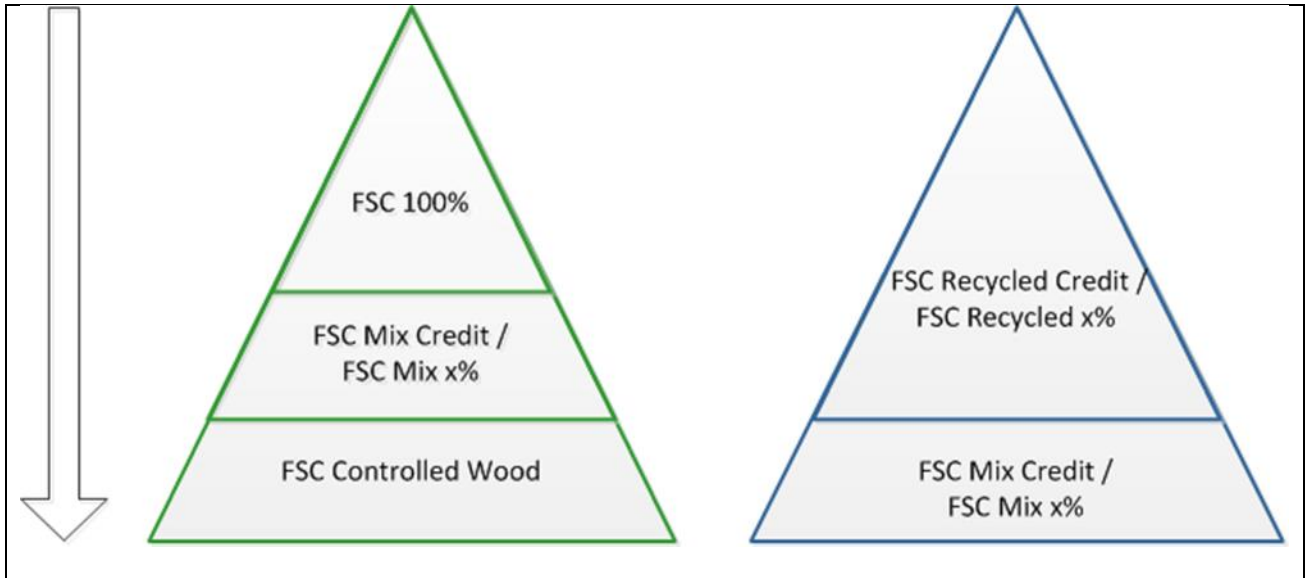 FSC 100%
FSC Mix Credit /
FSC Mix x%
FSC Controlled Wood
FSC Recycled Credit /
FSC Recycled x%
FSC Mix Credit /
FSC Mix x%